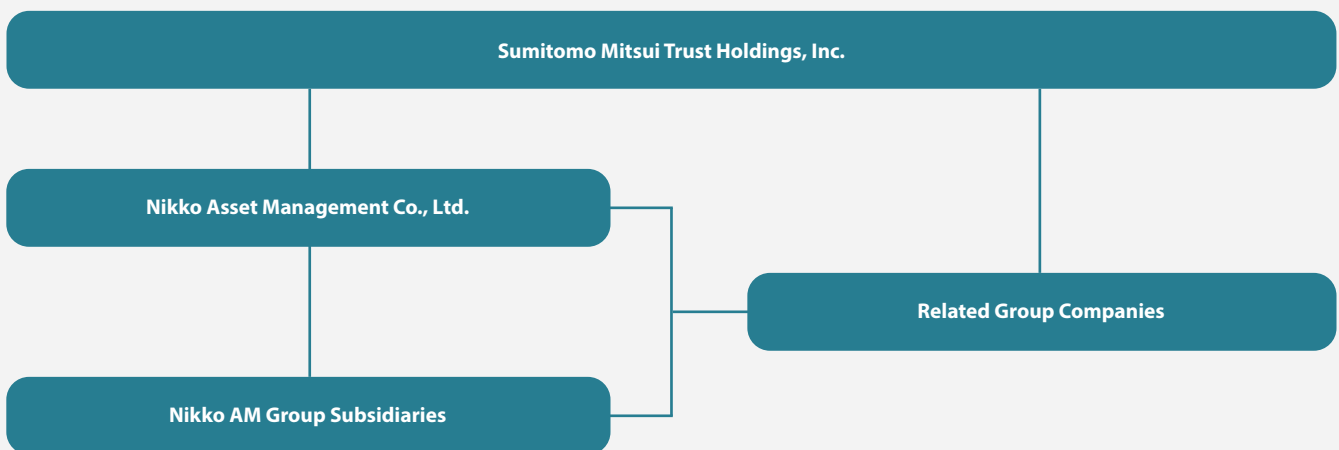 Sumitomo Mitsui Trust Holdings, Inc.
Nikko Asset Management Co., Ltd.
Related Group Companies
Nikko AM Group Subsidiaries